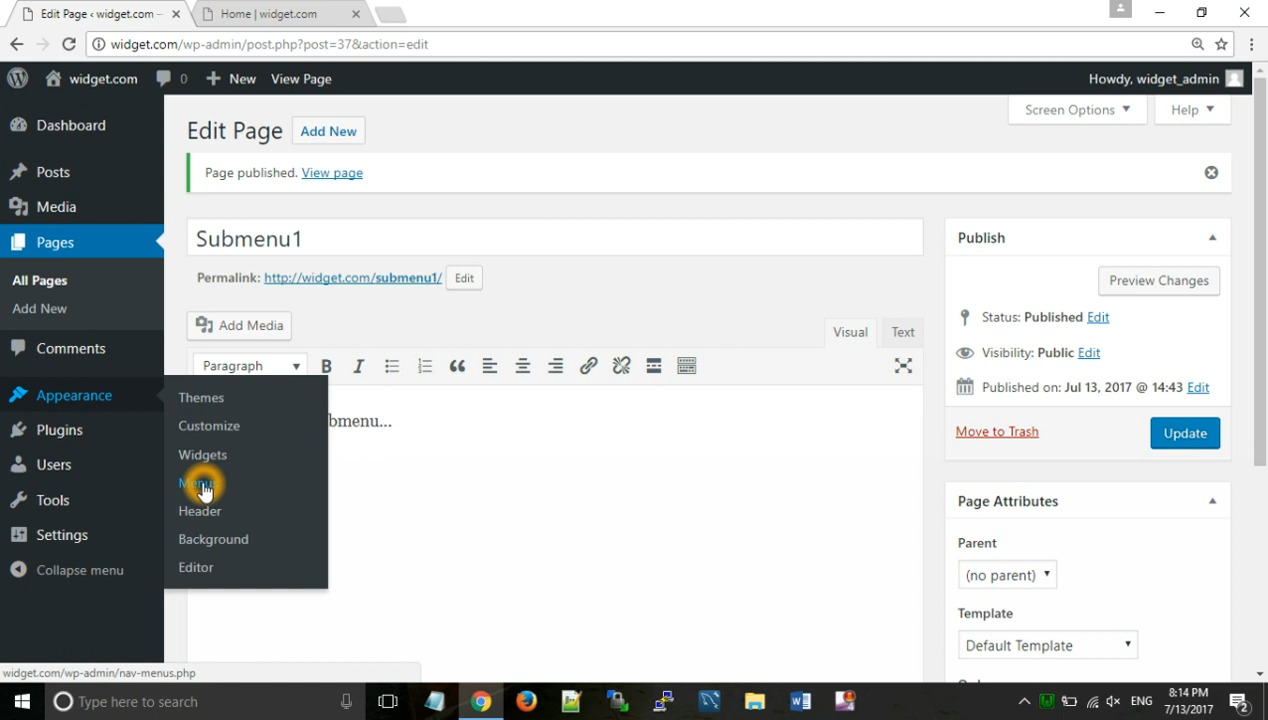 Edit Page ‹ widget.com –
Home | widget.com
widget.com/wp-admin/post.php?post=37&action=edit
widget.com
0
New
View Page
Howdy, widget_admin
Dashboard
Posts
Media
Pages
All Pages
Add New
Comments
Appearance
Plugins
Users
Tools
Settings
Collapse menu
Themes
Customize
Widgets
Menus
Header
Background
Editor
Screen Options
Help
Edit Page
Add New
Page published. View page
Submenu1
Permalink: http://widget.com/submenu1/ Edit
Add Media
Visual
Text
Paragraph
bmenu...
Publish
Preview Changes
Status: Published Edit
Visibility: Public Edit
Published on: Jul 13, 2017 @ 14:43 Edit
Move to Trash
Update
Page Attributes
Parent
(no parent)
Template
Default Template
widget.com/wp-admin/nav-menus.php
Type here to search
ENG
8:14 PM
7/13/2017
2